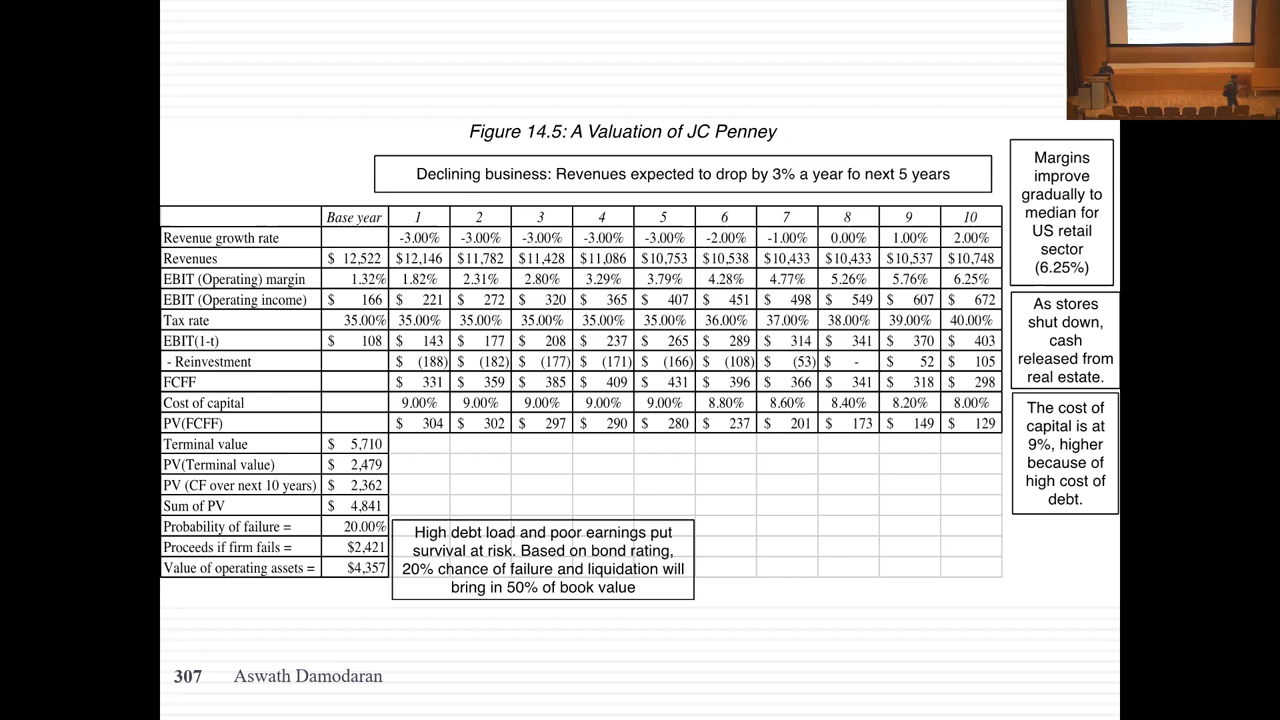 Figure 14.5: A Valuation of JC Penney
Declining business: Revenues expected to drop by 3% a year fo next 5 years
Base year 1 2 3 4 5 6 7 8 9 10
Revenue growth rate -3.00% -3.00% -3.00% -3.00% -3.00% -2.00% -1.00% 0.00% 1.00% 2.00%
Revenues $ 12,522 $12,146 $11,782 $11,428 $11,086 $10,753 $10,538 $10,433 $10,433 $10,537 $10,748
EBIT (Operating) margin 1.32% 1.82% 2.31% 2.80% 3.29% 3.79% 4.28% 4.77% 5.26% 5.76% 6.25%
EBIT (Operating income) $ 166 $ 221 $ 272 $ 320 $ 365 $ 407 $ 451 $ 498 $ 549 $ 607 $ 672
Tax rate 35.00% 35.00% 35.00% 35.00% 35.00% 35.00% 36.00% 37.00% 38.00% 39.00% 40.00%
EBIT(1-t) $ 108 $ 143 $ 177 $ 208 $ 237 $ 265 $ 289 $ 314 $ 341 $ 370 $ 403
- Reinvestment $ (188) $ (182) $ (177) $ (171) $ (166) $ (108) $ (53) $ - $ 52 $ 105
FCFF $ 331 $ 359 $ 385 $ 409 $ 431 $ 396 $ 366 $ 341 $ 318 $ 298
Cost of capital 9.00% 9.00% 9.00% 9.00% 9.00% 8.80% 8.60% 8.40% 8.20% 8.00%
PV(FCFF) $ 304 $ 302 $ 297 $ 290 $ 280 $ 237 $ 201 $ 173 $ 149 $ 129
Terminal value $ 5,710
PV(Terminal value) $ 2,479
PV (CF over next 10 years) $ 2,362
Sum of PV $ 4,841
Probability of failure = 20.00%
Proceeds if firm fails = $2,421
Value of operating assets = $4,357
High debt load and poor earnings put
survival at risk. Based on bond rating,
20% chance of failure and liquidation will
bring in 50% of book value
Margins
improve
gradually to
median for
US retail
sector
(6.25%)
As stores
shut down,
cash
released from
real estate.
The cost of
capital is at
9%, higher
because of
high cost of
debt.
307 Aswath Damodaran